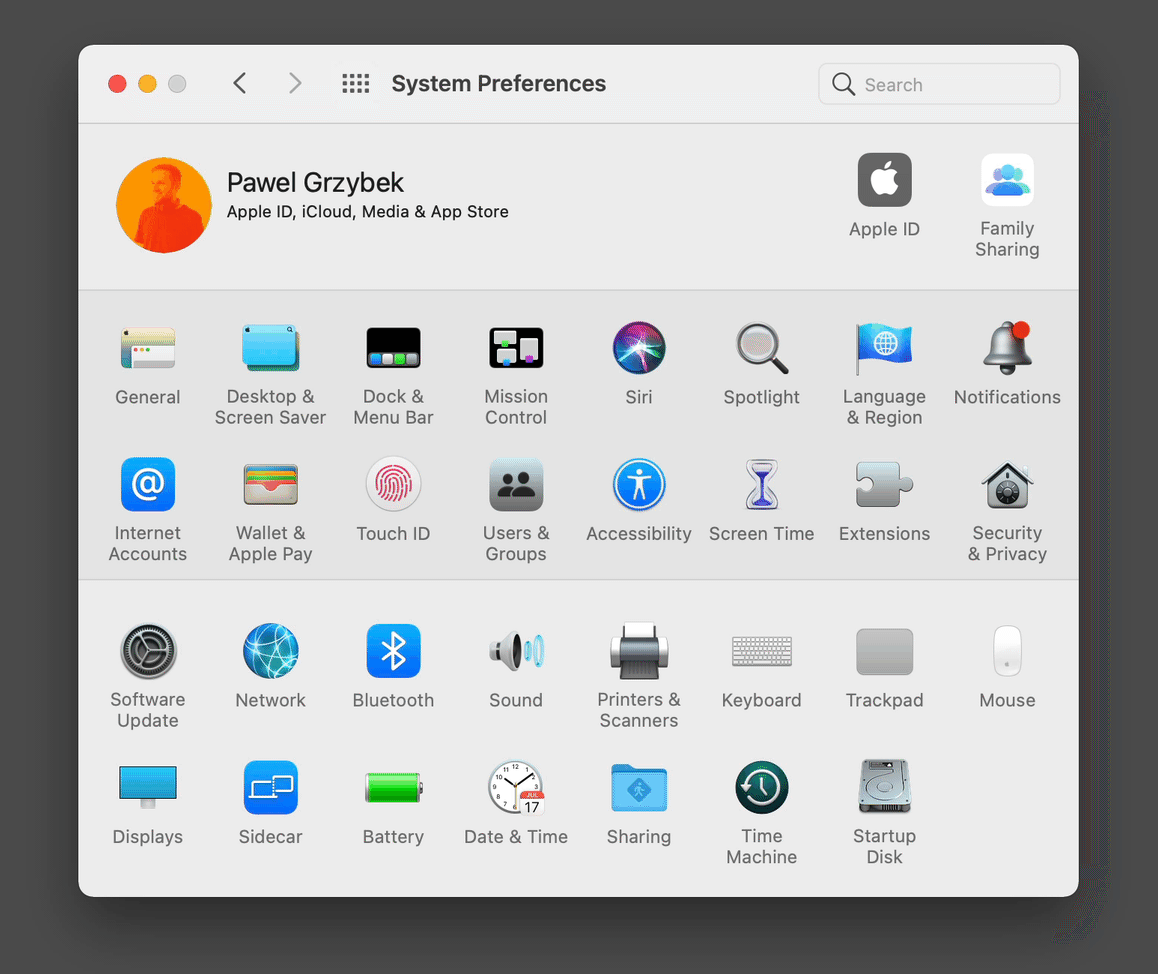 System Preferences
Search
Pawel Grzybek
Apple ID, iCloud, Media & App Store
Apple ID
Family
Sharing
General
Desktop &
Screen Saver
Dock &
Menu Bar
Mission
Control
Siri
Spotlight
Language
& Region
Notifications
Internet
Accounts
Wallet &
Apple Pay
Touch ID
Users &
Groups
Accessibility
Screen Time
Extensions
Security
& Privacy
Software
Update
Network
Bluetooth
Sound
Printers &
Scanners
Keyboard
Trackpad
Mouse
JUL
17
Displays
Sidecar
Battery
Date & Time
Sharing
Time
Machine
Startup
Disk